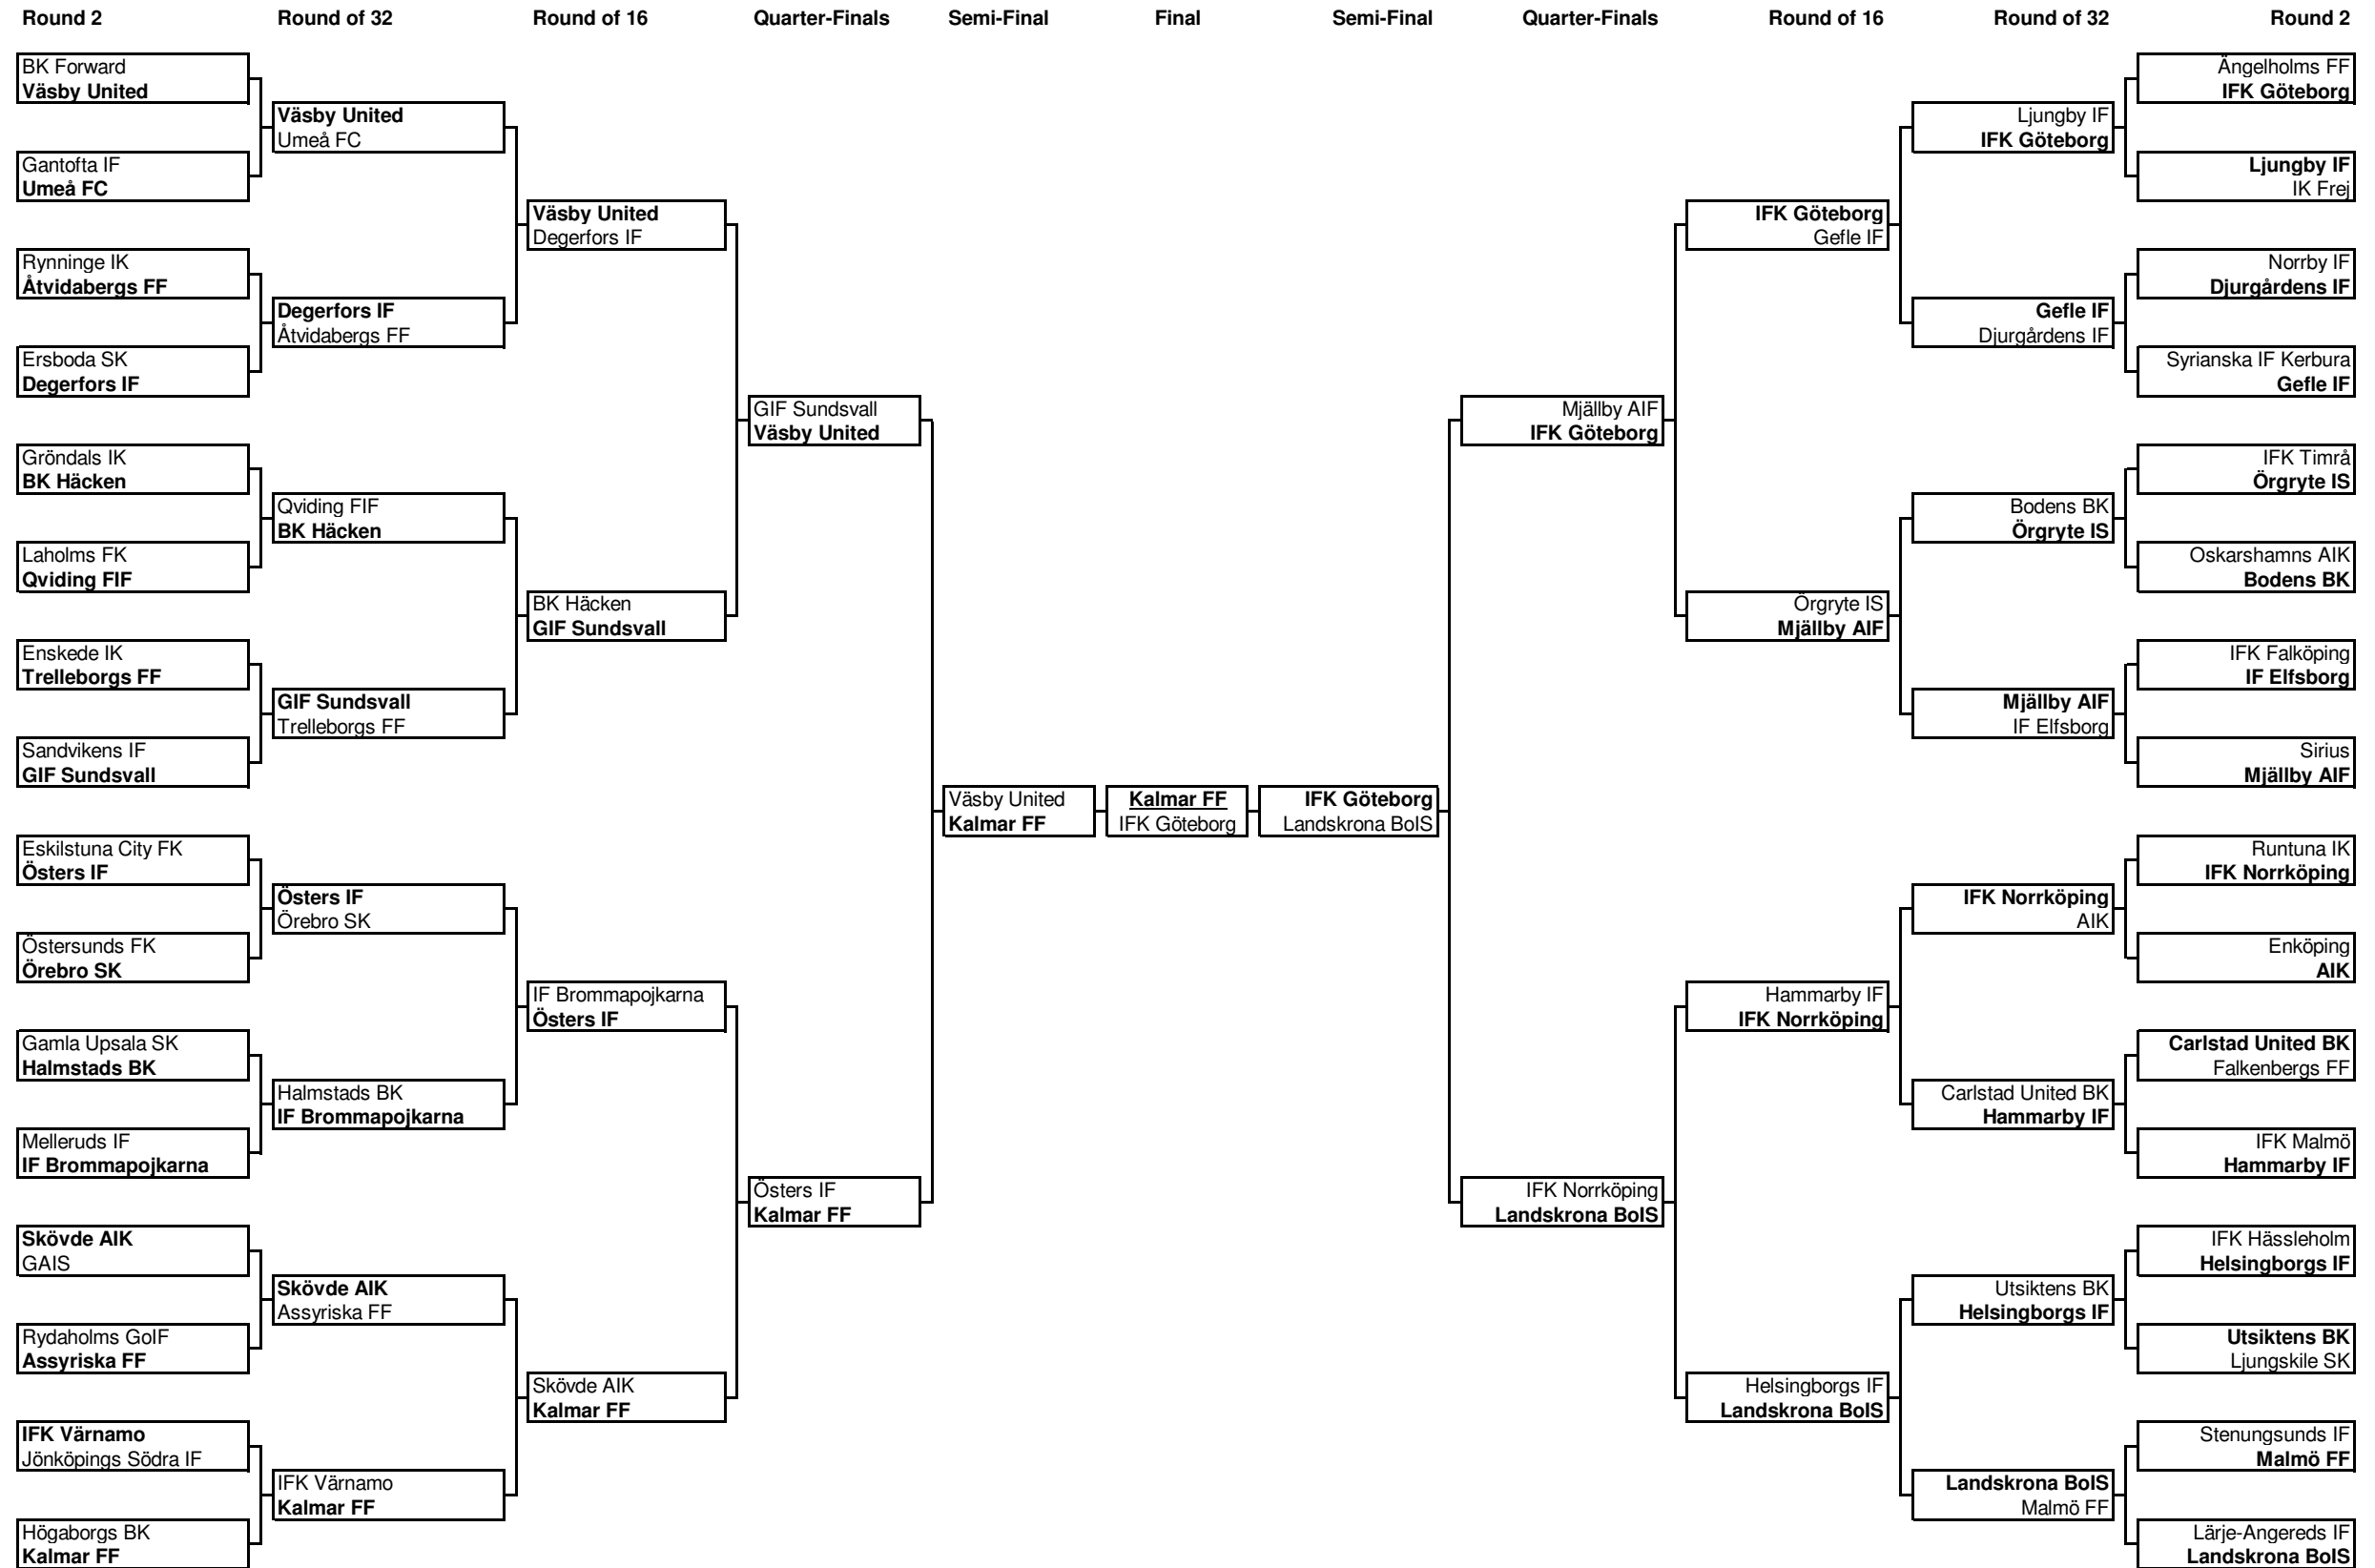 Round 2
Round of 32
Round of 16
Quarter-Finals
Semi-Final
Final
Semi-Final
Quarter-Finals
Round of 16
Round of 32
Round 2
BK Forward
Väsby United
Gantofta IF
Umeå FC
Rynninge IK
Åtvidabergs FF
Ersboda SK
Degerfors IF
Gröndals IK
BK Häcken
Laholms FK
Qviding FIF
Enskede IK
Trelleborgs FF
Sandvikens IF
GIF Sundsvall
Eskilstuna City FK
Östers IF
Östersunds FK
Örebro SK
Gamla Upsala SK
Halmstads BK
Melleruds IF
IF Brommapojkarna
Skövde AIK
GAIS
Rydaholms GoIF
Assyriska FF
IFK Värnamo
Jönköpings Södra IF
Högaborgs BK
Kalmar FF
Väsby United
Umeå FC
Degerfors IF
Åtvidabergs FF
Qviding FIF
BK Häcken
GIF Sundsvall
Trelleborgs FF
Östers IF
Örebro SK
Halmstads BK
IF Brommapojkarna
Skövde AIK
Assyriska FF
IFK Värnamo
Kalmar FF
Väsby United
Degerfors IF
BK Häcken
GIF Sundsvall
IF Brommapojkarna
Östers IF
Skövde AIK
Kalmar FF
GIF Sundsvall
Väsby United
Östers IF
Kalmar FF
Väsby United
Kalmar FF
Kalmar FF
IFK Göteborg
IFK Göteborg
Landskrona BoIS
Mjällby AIF
IFK Göteborg
IFK Norrköping
Landskrona BoIS
IFK Göteborg
Gefle IF
Örgryte IS
Mjällby AIF
Hammarby IF
IFK Norrköping
Helsingborgs IF
Landskrona BoIS
Ljungby IF
IFK Göteborg
Gefle IF
Djurgårdens IF
Bodens BK
Örgryte IS
Mjällby AIF
IF Elfsborg
IFK Norrköping
AIK
Carlstad United BK
Hammarby IF
Utsiktens BK
Helsingborgs IF
Landskrona BoIS
Malmö FF
Ängelholms FF
IFK Göteborg
Ljungby IF
IK Frej
Norrby IF
Djurgårdens IF
Syrianska IF Kerbura
Gefle IF
IFK Timrå
Örgryte IS
Oskarshamns AIK
Bodens BK
IFK Falköping
IF Elfsborg
Sirius
Mjällby AIF
Runtuna IK
IFK Norrköping
Enköping
AIK
Carlstad United BK
Falkenbergs FF
IFK Malmö
Hammarby IF
IFK Hässleholm
Helsingborgs IF
Utsiktens BK
Ljungskile SK
Stenungsunds IF
Malmö FF
Lärje-Angereds IF
Landskrona BoIS